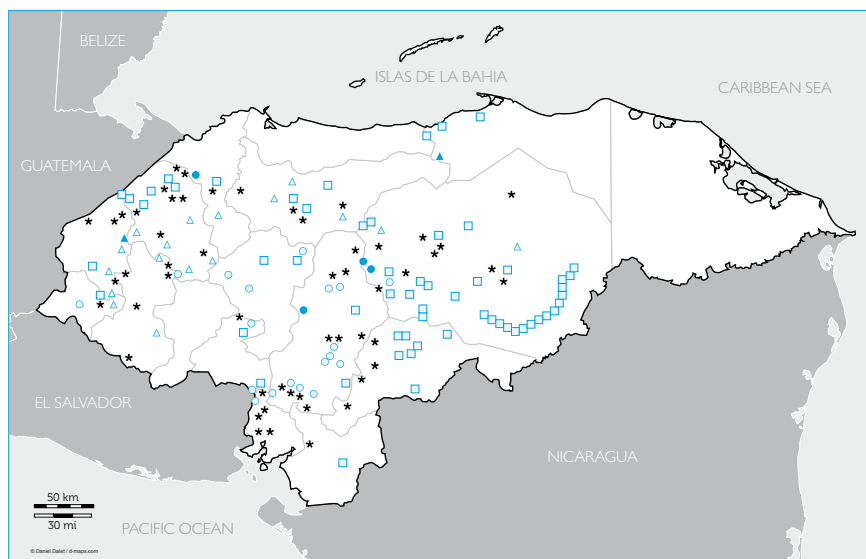 BELIZE
ISLAS DE LA BAHIA
CARIBBEAN SEA
GUATEMALA
EL SALVADOR
NICARAGUA
50 km
30 mi
PACIFIC OCEAN
© Daniel Dalet / d-maps.com